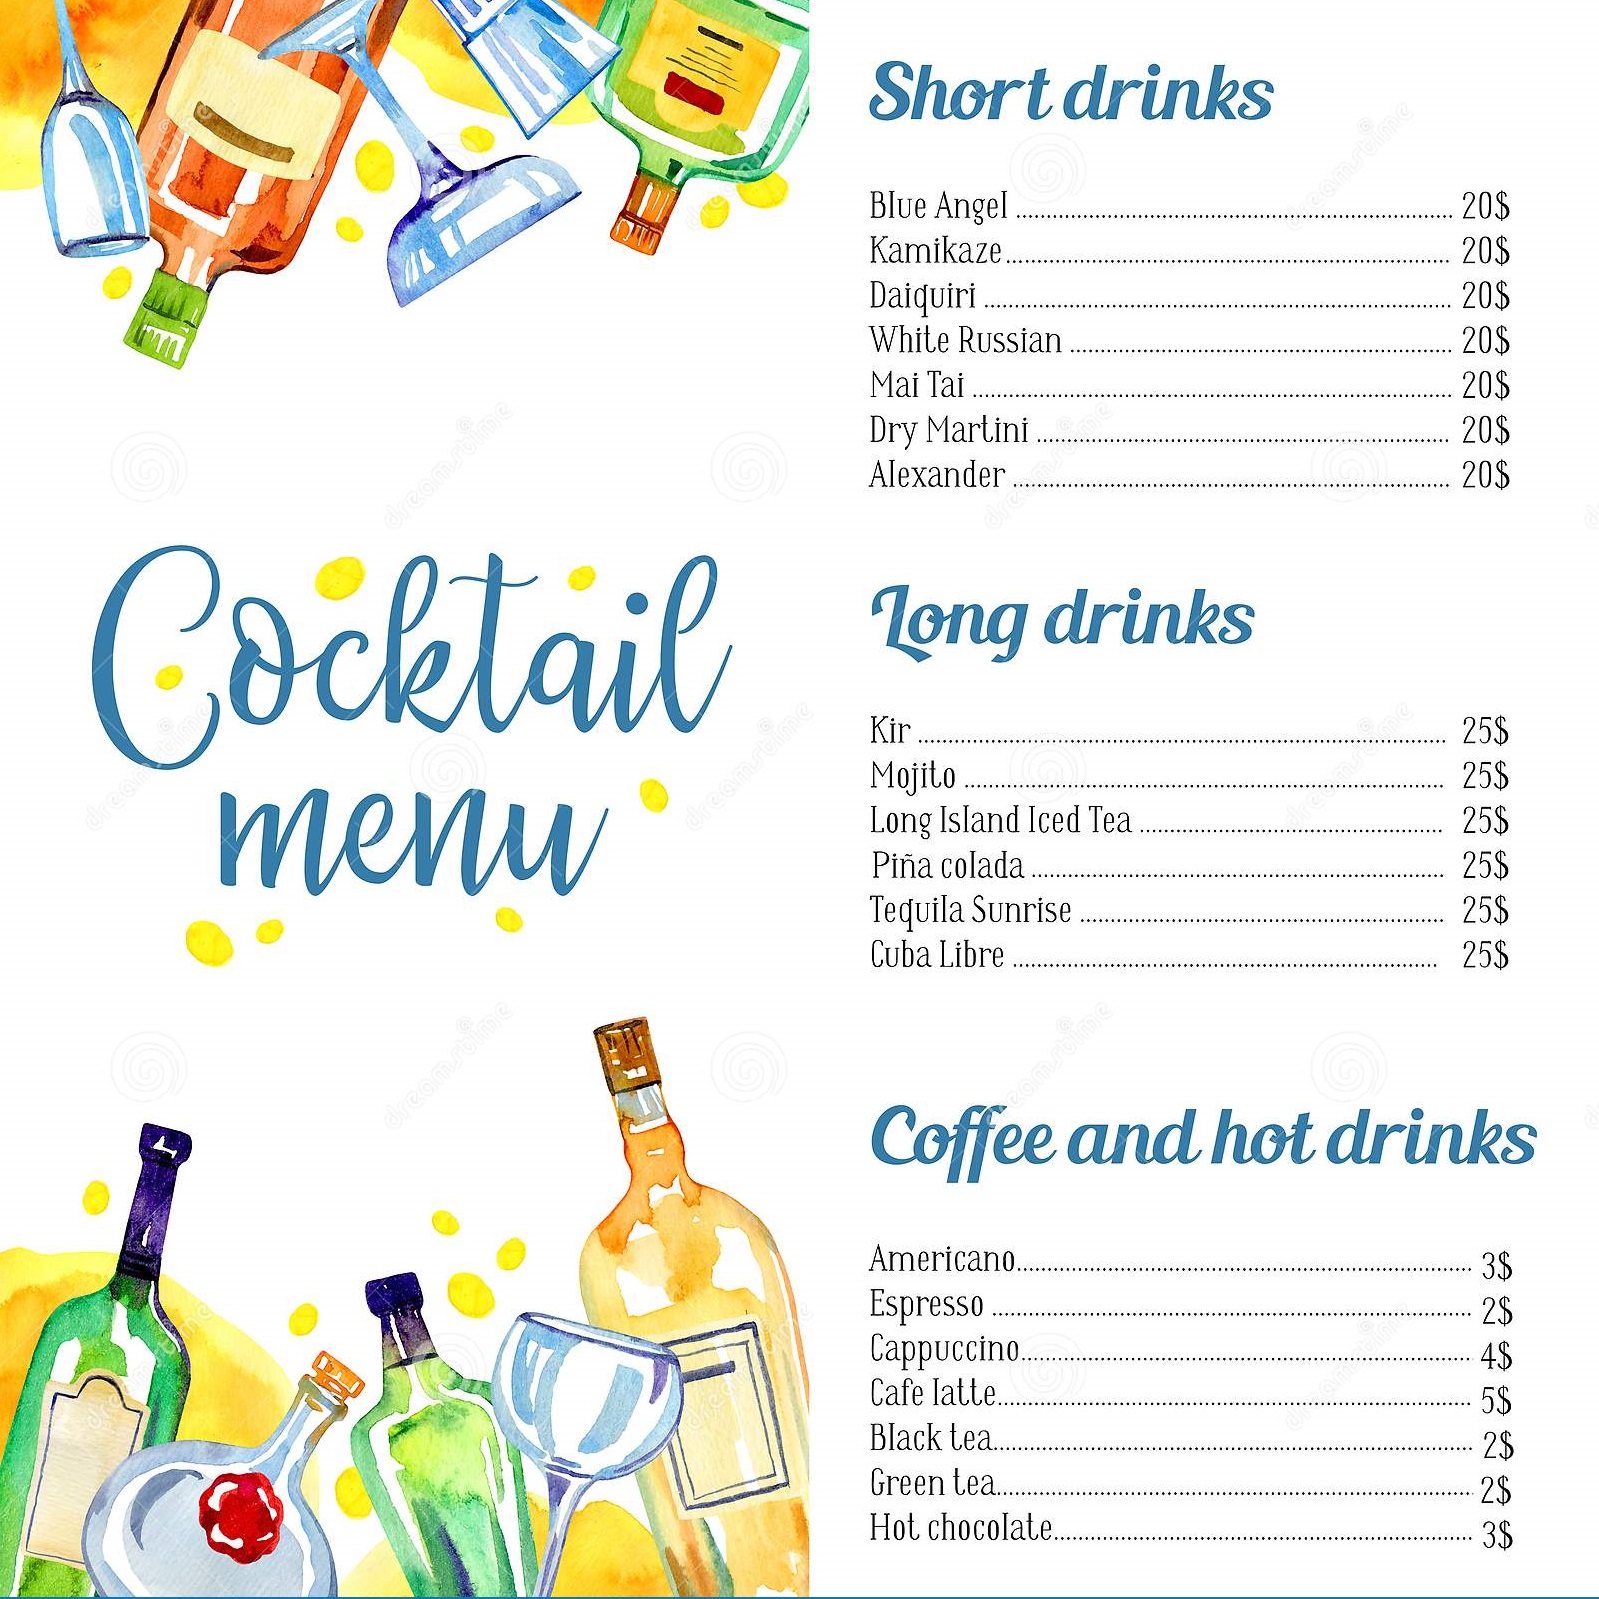 Cocktail
menu
Short drinks
Blue Angel ........ 20$
Kamikaze ........ 20$
Daiquiri ........ 20$
White Russian ........ 20$
Mai Tai ........ 20$
Dry Martini ........ 20$
Alexander ........ 20$
Long drinks
Kir ........ 25$
Mojito ........ 25$
Long Island Iced Tea ........ 25$
Piña colada ........ 25$
Tequila Sunrise ........ 25$
Cuba Libre ........ 25$
Coffee and hot drinks
Americano ........ 3$
Espresso ........ 2$
Cappuccino ........ 4$
Cafe latte ........ 5$
Black tea ........ 2$
Green tea ........ 2$
Hot chocolate ........ 3$
dreamstime